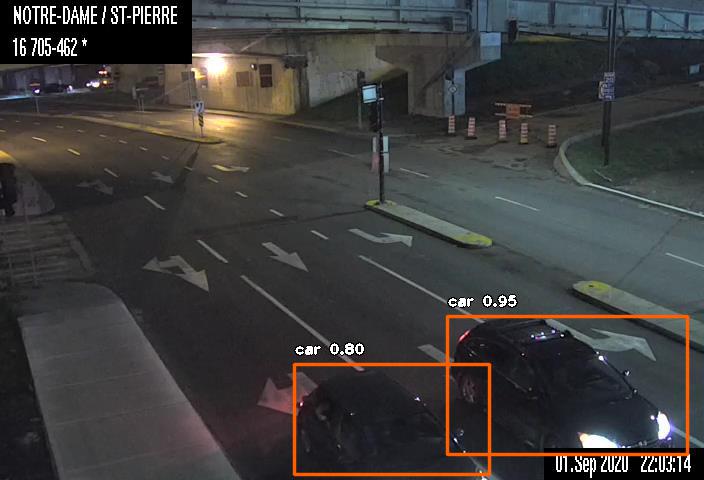 NOTRE-DAME / ST-PIERRE
16 705-462 *
car 0.95
car 0.80
01.Sep 2020 22:03:14